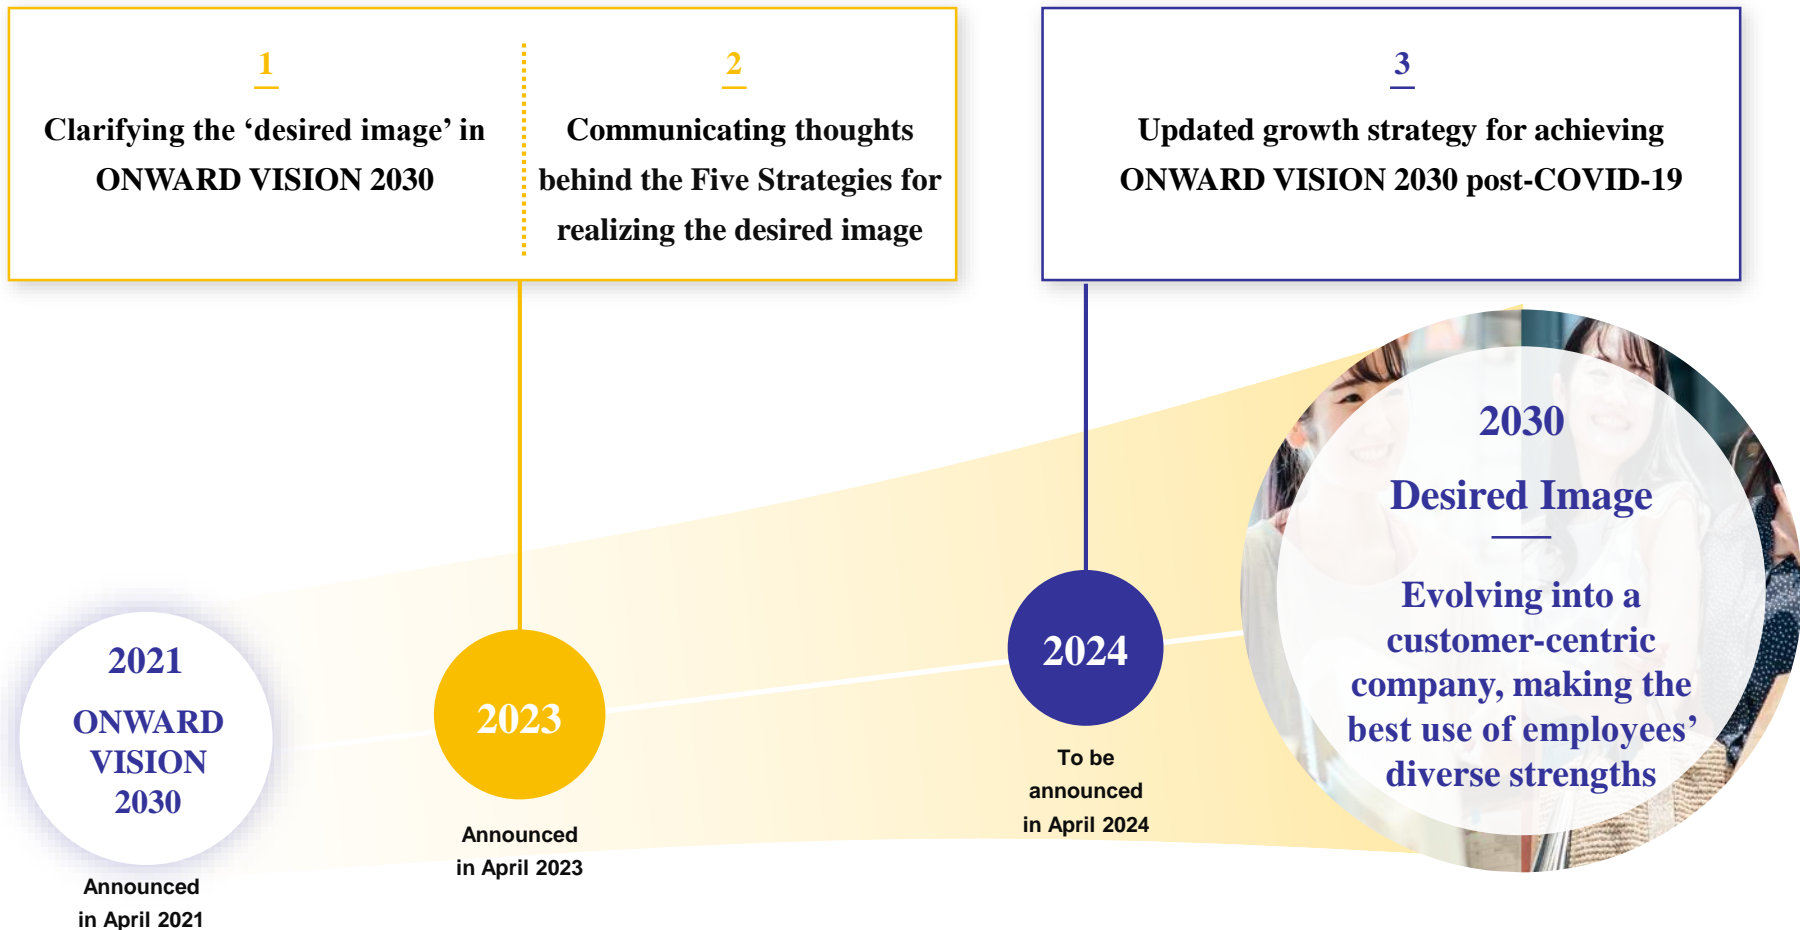 1
Clarifying the ‘desired image’ in
ONWARD VISION 2030
2
Communicating thoughts
behind the Five Strategies for
realizing the desired image
3
Updated growth strategy for achieving
ONWARD VISION 2030 post-COVID-19
2021
ONWARD
VISION
2030
Announced
in April 2021
2023
Announced
in April 2023
2024
To be
announced
in April 2024
2030
Desired Image
Evolving into a
customer-centric
company, making the
best use of employees’
diverse strengths